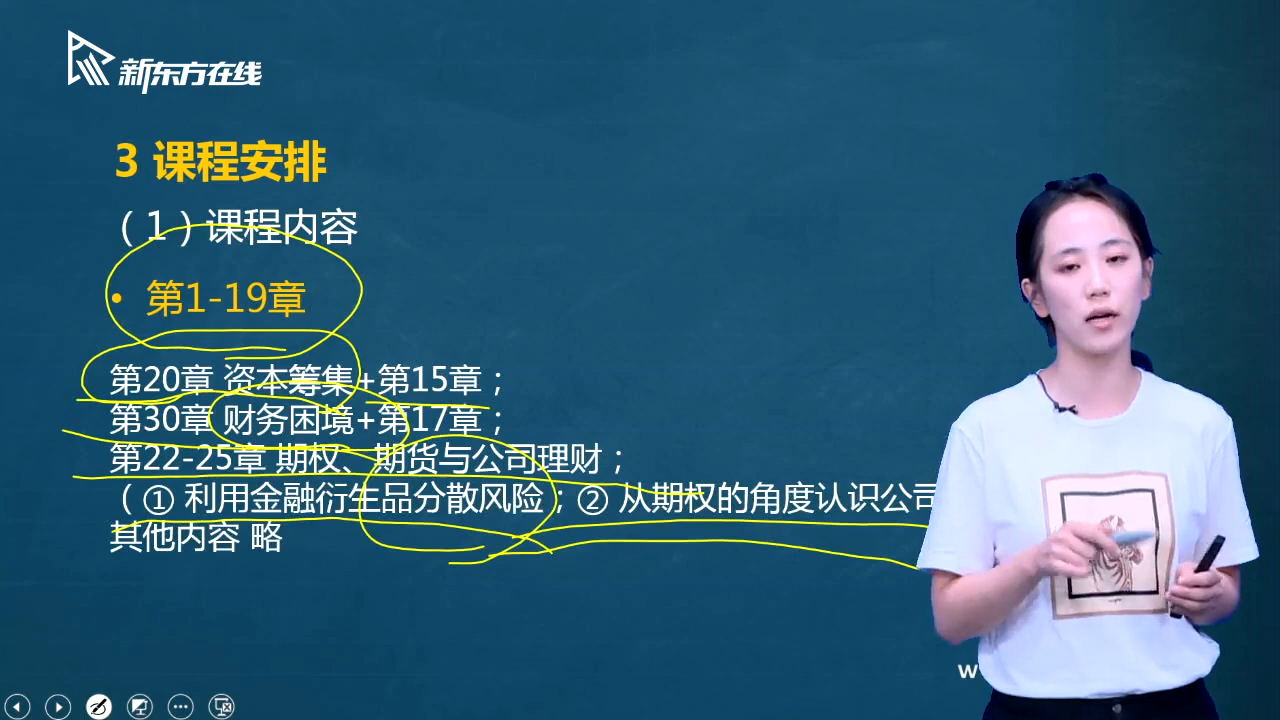 新东方在线
3 课程安排
（1）课程内容
• 第1-19章
第20章 资本筹集+第15章；
第30章 财务困境+第17章；
第22-25章 期权、期货与公司理财；
（① 利用金融衍生品分散风险；② 从期权的角度认识公司
其他内容 略
w